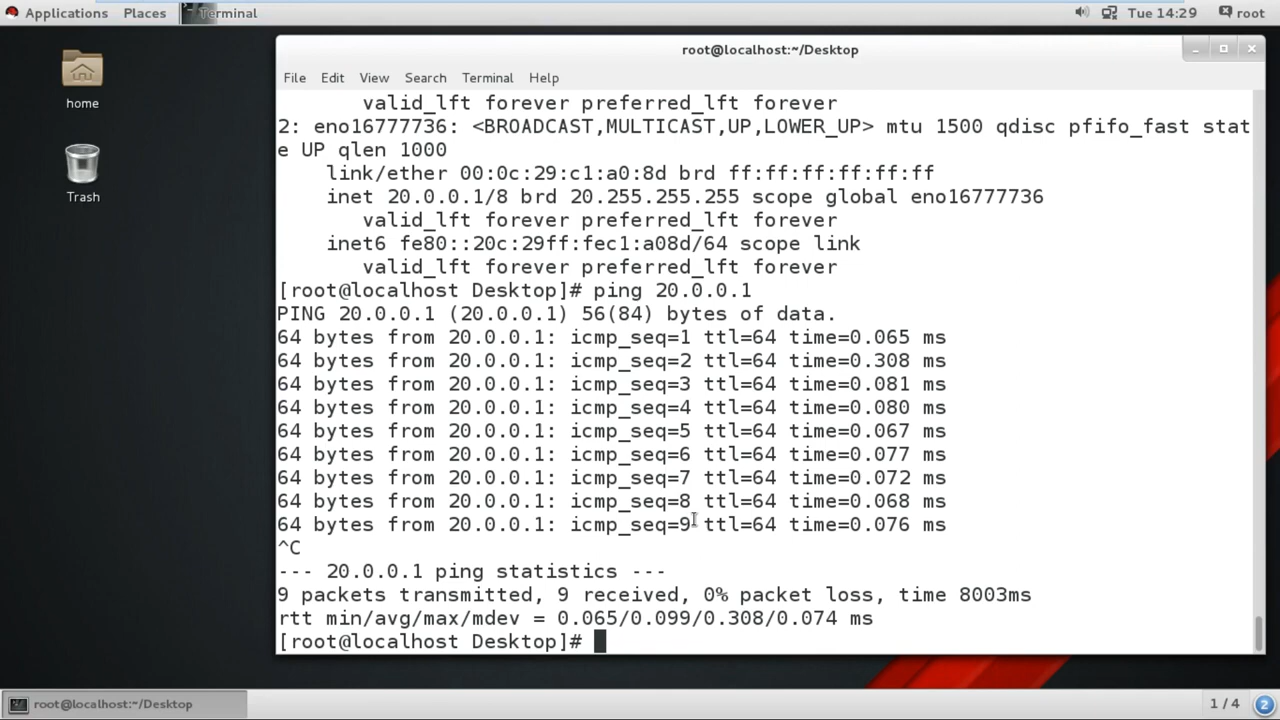 Applications Places Terminal Tue 14:29 root
home
Trash
root@localhost:~/Desktop
File Edit View Search Terminal Help
valid_lft forever preferred_lft forever
2: eno16777736: <BROADCAST,MULTICAST,UP,LOWER_UP> mtu 1500 qdisc pfifo_fast stat
e UP qlen 1000
link/ether 00:0c:29:c1:a0:8d brd ff:ff:ff:ff:ff:ff
inet 20.0.0.1/8 brd 20.255.255.255 scope global eno16777736
valid_lft forever preferred_lft forever
inet6 fe80::20c:29ff:fec1:a08d/64 scope link
valid_lft forever preferred_lft forever
[root@localhost Desktop]# ping 20.0.0.1
PING 20.0.0.1 (20.0.0.1) 56(84) bytes of data.
64 bytes from 20.0.0.1: icmp_seq=1 ttl=64 time=0.065 ms
64 bytes from 20.0.0.1: icmp_seq=2 ttl=64 time=0.308 ms
64 bytes from 20.0.0.1: icmp_seq=3 ttl=64 time=0.081 ms
64 bytes from 20.0.0.1: icmp_seq=4 ttl=64 time=0.080 ms
64 bytes from 20.0.0.1: icmp_seq=5 ttl=64 time=0.067 ms
64 bytes from 20.0.0.1: icmp_seq=6 ttl=64 time=0.077 ms
64 bytes from 20.0.0.1: icmp_seq=7 ttl=64 time=0.072 ms
64 bytes from 20.0.0.1: icmp_seq=8 ttl=64 time=0.068 ms
64 bytes from 20.0.0.1: icmp_seq=9 ttl=64 time=0.076 ms
^C
--- 20.0.0.1 ping statistics ---
9 packets transmitted, 9 received, 0% packet loss, time 8003ms
rtt min/avg/max/mdev = 0.065/0.099/0.308/0.074 ms
[root@localhost Desktop]#
root@localhost:~/Desktop 1 / 4 2